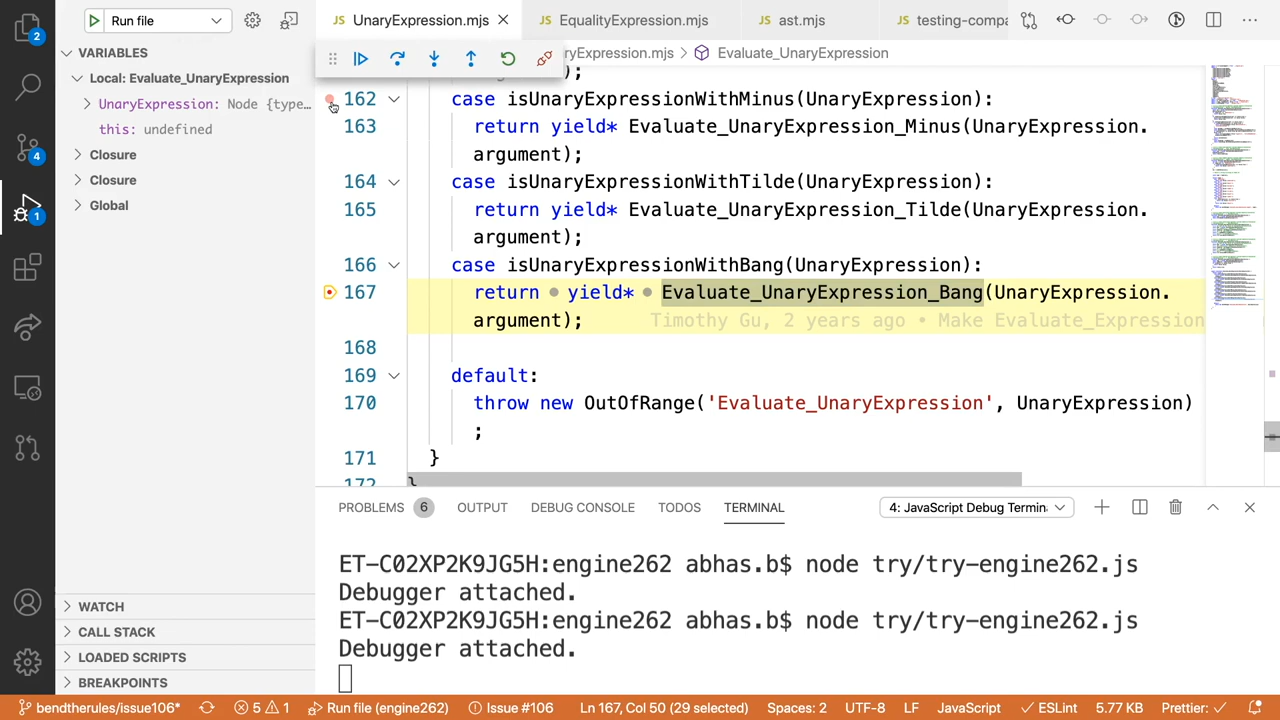 Run file
UnaryExpression.mjs
EqualityExpression.mjs
ast.mjs
testing-compa
2
4
1
VARIABLES
Local: Evaluate_UnaryExpression
UnaryExpression: Node {type…
this: undefined
Closure
Closure
Global
WATCH
CALL STACK
LOADED SCRIPTS
BREAKPOINTS
ryExpression.mjs > Evaluate_UnaryExpression
);
162 case isUnaryExpressionWithMinus(UnaryExpression):
163 return yield* Evaluate_UnaryExpression_Minus(UnaryExpression.
argument);
164 case isUnaryExpressionWithTilde(UnaryExpression):
165 return yield* Evaluate_UnaryExpression_Tilde(UnaryExpression.
argument);
166 case isUnaryExpressionWithBang(UnaryExpression):
167 return yield* Evaluate_UnaryExpression_Bang(UnaryExpression.
argument); Timothy Gu, years ago • Make Evaluate_Expression
168
169 default:
170 throw new OutOfRange('Evaluate_UnaryExpression', UnaryExpression)
;
171 }
172 }
PROBLEMS 6 OUTPUT DEBUG CONSOLE TODOS TERMINAL 4: JavaScript Debug Termin
ET-C02XP2K9JG5H:engine262 abhas.b$ node try/try-engine262.js
Debugger attached.
ET-C02XP2K9JG5H:engine262 abhas.b$ node try/try-engine262.js
Debugger attached.
bendtherules/issue106* 5 1 Run file (engine262) Issue #106 Ln 167, Col 50 (29 selected) Spaces: 2 UTF-8 LF JavaScript ESLint 5.77 KB Prettier: ✓